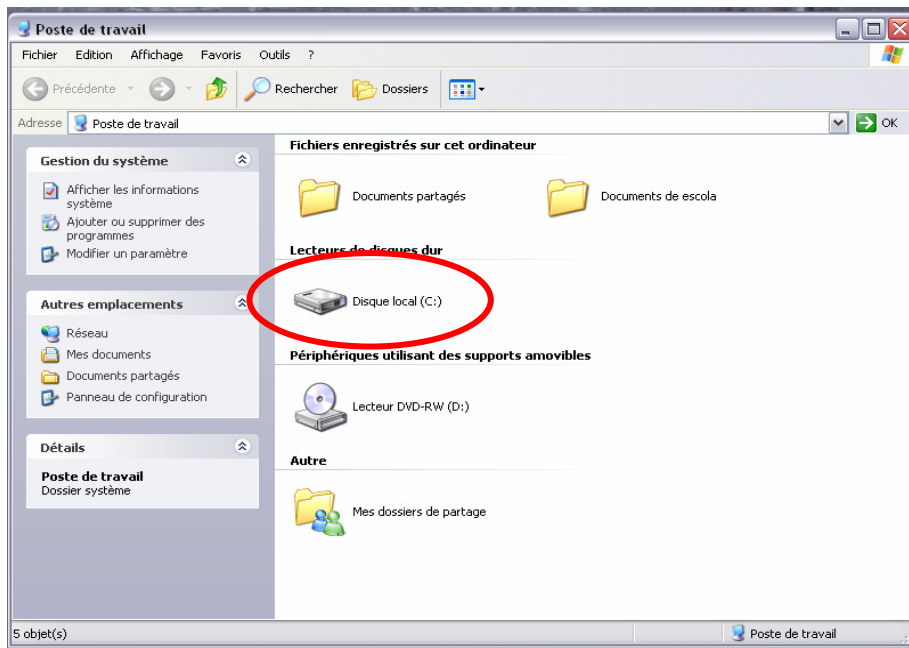 Poste de travail
Fichier Edition Affichage Favoris Outils ?
Précédente Rechercher Dossiers
Adresse Poste de travail OK
Gestion du système
Afficher les informations
système
Ajouter ou supprimer des
programmes
Modifier un paramètre
Autres emplacements
Réseau
Mes documents
Documents partagés
Panneau de configuration
Détails
Poste de travail
Dossier système
Fichiers enregistrés sur cet ordinateur
Documents partagés Documents de escola
Lecteurs de disques dur
Disque local (C:)
Périphériques utilisant des supports amovibles
Lecteur DVD-RW (D:)
Autre
Mes dossiers de partage
5 objet(s) Poste de travail